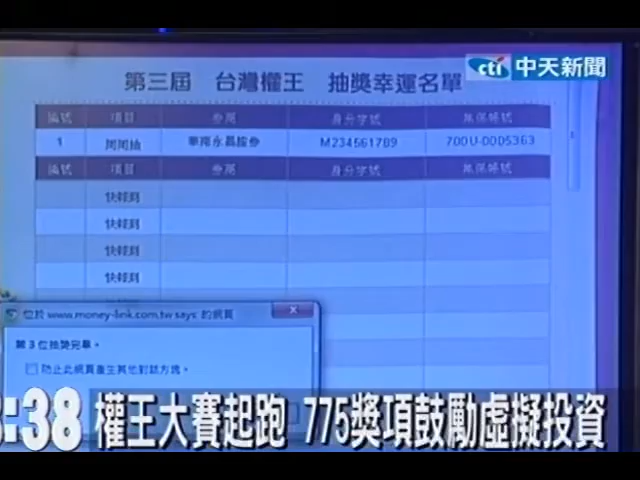 cti 中天新聞
第三屆 台灣權王 抽獎幸運名單
編號 項目 券商 身分字號 集保帳號
1 周周抽 華南永昌證券 M234561789 700U-0005363
編號 項目 券商 身分字號 集保帳號
快報到
快報到
快報到
快報到
位於 www.money-link.com.tw says 的網頁
第 3 位抽獎完畢。
防止此網頁產生其他對話方塊。
:38 權王大賽起跑 775獎項鼓勵虛擬投資